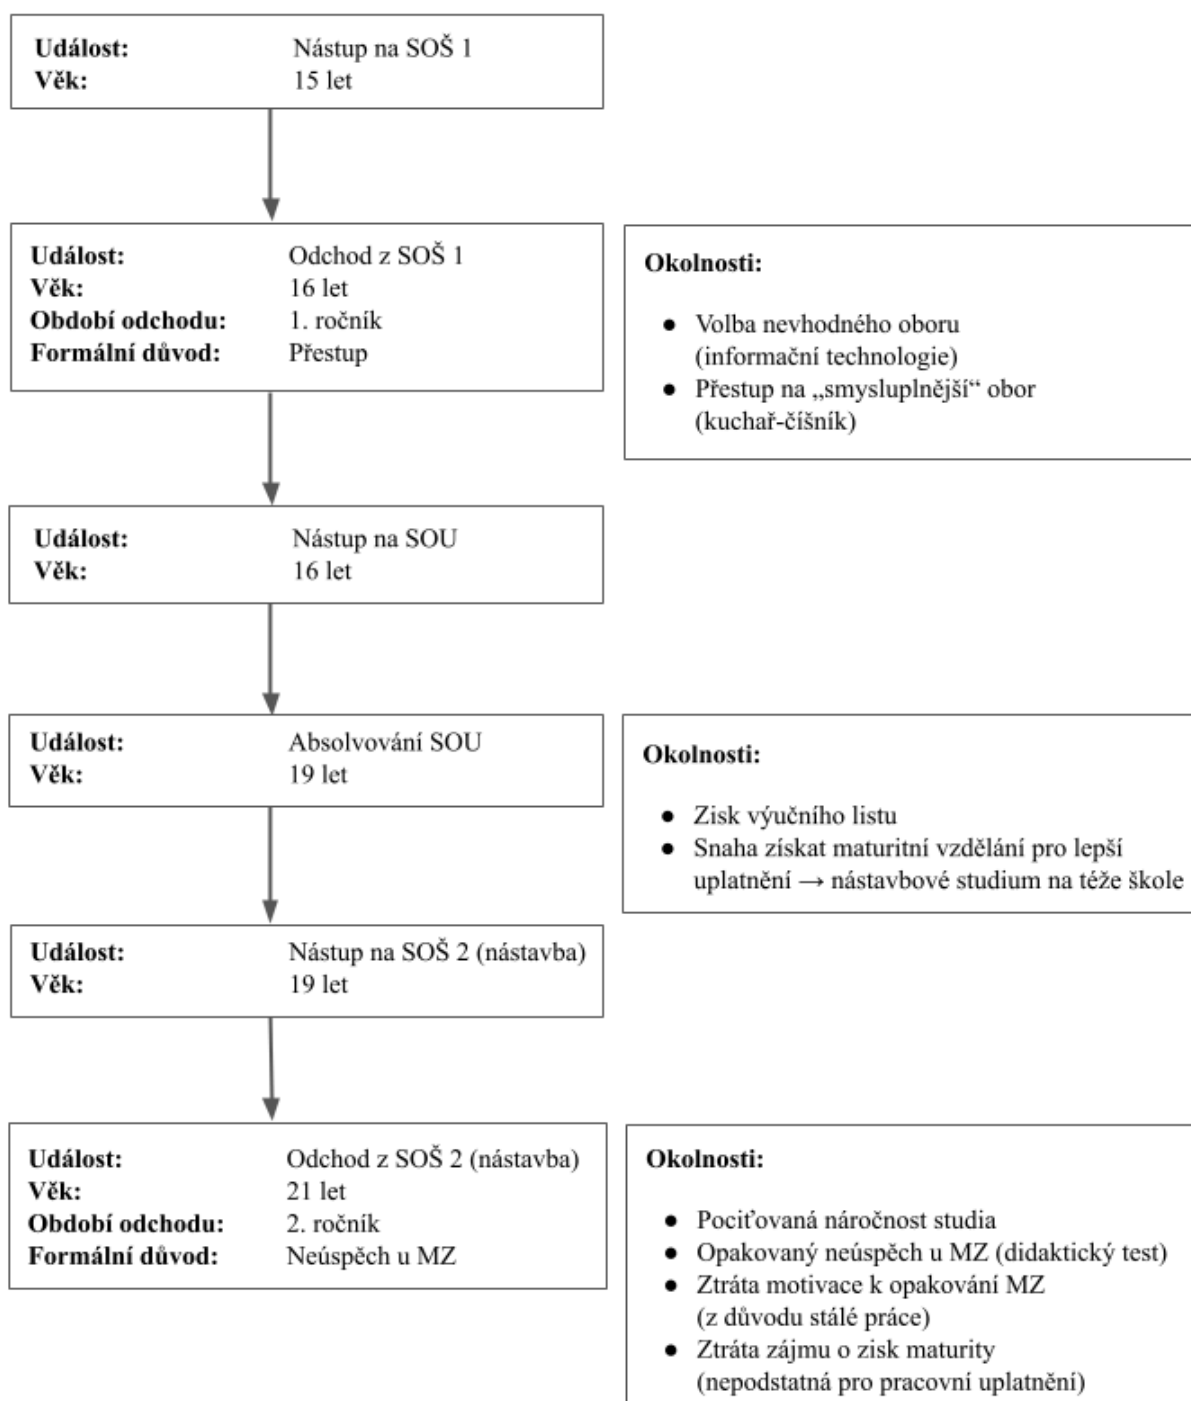 Událost: Nástup na SOŠ 1
Věk: 15 let
Událost: Odchod z SOŠ 1
Věk: 16 let
Období odchodu: 1. ročník
Formální důvod: Přestup
Okolnosti:
● Volba nevhodného oboru
(informační technologie)
● Přestup na „smysluplnější“ obor
(kuchař-číšník)
Událost: Nástup na SOU
Věk: 16 let
Událost: Absolvování SOU
Věk: 19 let
Okolnosti:
● Zisk výučního listu
● Snaha získat maturitní vzdělání pro lepší
uplatnění → nástavbové studium na téže škole
Událost: Nástup na SOŠ 2 (nástavba)
Věk: 19 let
Událost: Odchod z SOŠ 2 (nástavba)
Věk: 21 let
Období odchodu: 2. ročník
Formální důvod: Neúspěch u MZ
Okolnosti:
● Pociťovaná náročnost studia
● Opakovaný neúspěch u MZ (didaktický test)
● Ztráta motivace k opakování MZ
(z důvodu stálé práce)
● Ztráta zájmu o zisk maturity
(nepodstatná pro pracovní uplatnění)